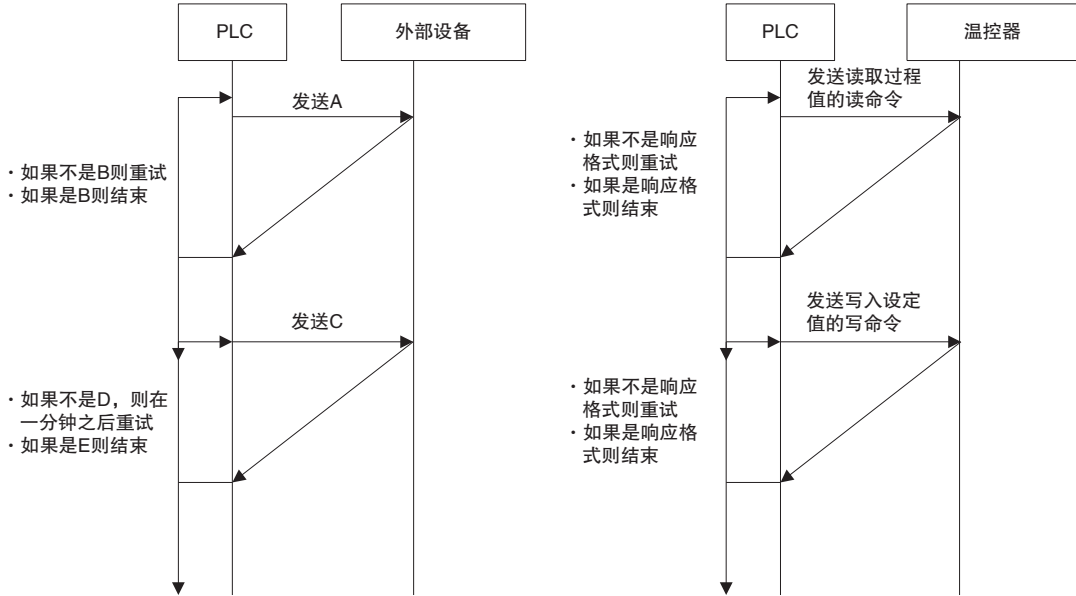 PLC
外部设备
发送A
・如果不是B则重试
・如果是B则结束
发送C
・如果不是D，则在
一分钟之后重试
・如果是E则结束
PLC
温控器
发送读取过程
值的读命令
・如果不是响应
格式则重试
・如果是响应格
式则结束
发送写入设定
值的写命令
・如果不是响应
格式则重试
・如果是响应格
式则结束